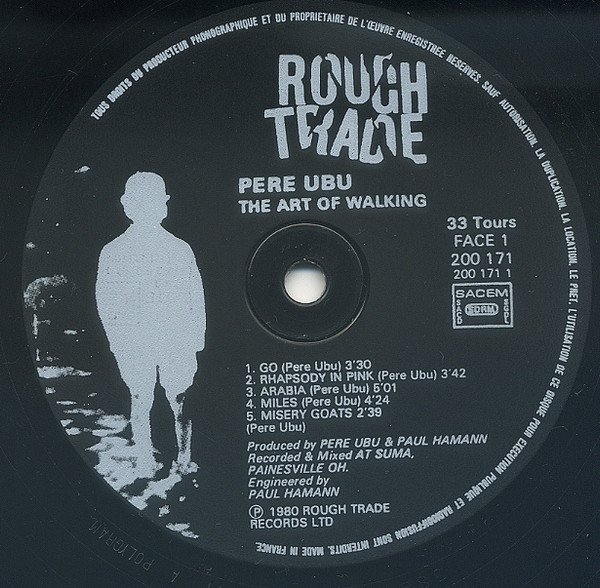 TOUS DROITS DU PRODUCTEUR PHONOGRAPHIQUE ET DU PROPRIETAIRE DE L'ŒUVRE ENREGISTREE RESERVES. SAUF AUTORISATION, LA DUPLICATION, LA LOCATION, LE PRET, L'UTILISATION DE CE DISQUE POUR EXECUTION PUBLIQUE ET RADIODIFFUSION SONT INTERDITS. MADE IN FRANCE.
ROUGH
TRADE
PERE UBU
THE ART OF WALKING
33 Tours
FACE 1
200 171
200 171 1
SACEM
SACD
SDRM
SGDL
1. GO (Pere Ubu) 3'30
2. RHAPSODY IN PINK (Pere Ubu) 3'42
3. ARABIA (Pere Ubu) 5'01
4. MILES (Pere Ubu) 4'24
5. MISERY GOATS 2'39
(Pere Ubu)
Produced by PERE UBU & PAUL HAMANN
Recorded & Mixed AT SUMA,
PAINESVILLE OH.
Engineered by
PAUL HAMANN
Ⓟ 1980 ROUGH TRADE
RECORDS LTD
A POLYGRAM